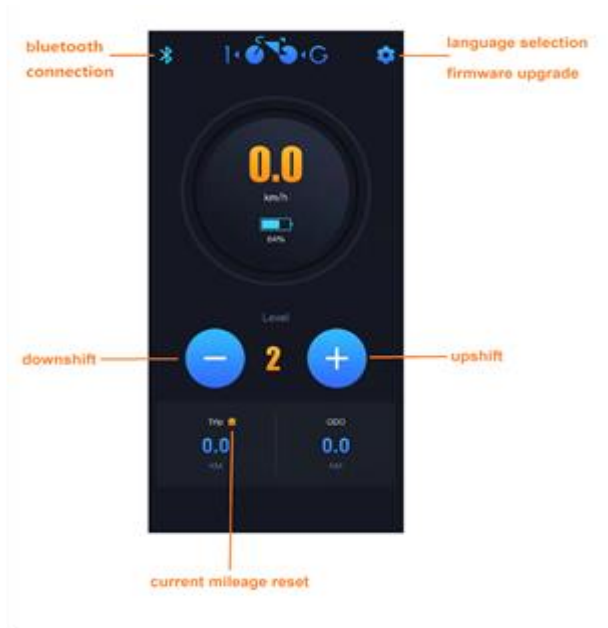 bluetooth
connection
language selection
firmware upgrade
0.0
km/h
64%
Level
downshift
2
upshift
Trip
ODO
0.0
0.0
current mileage reset